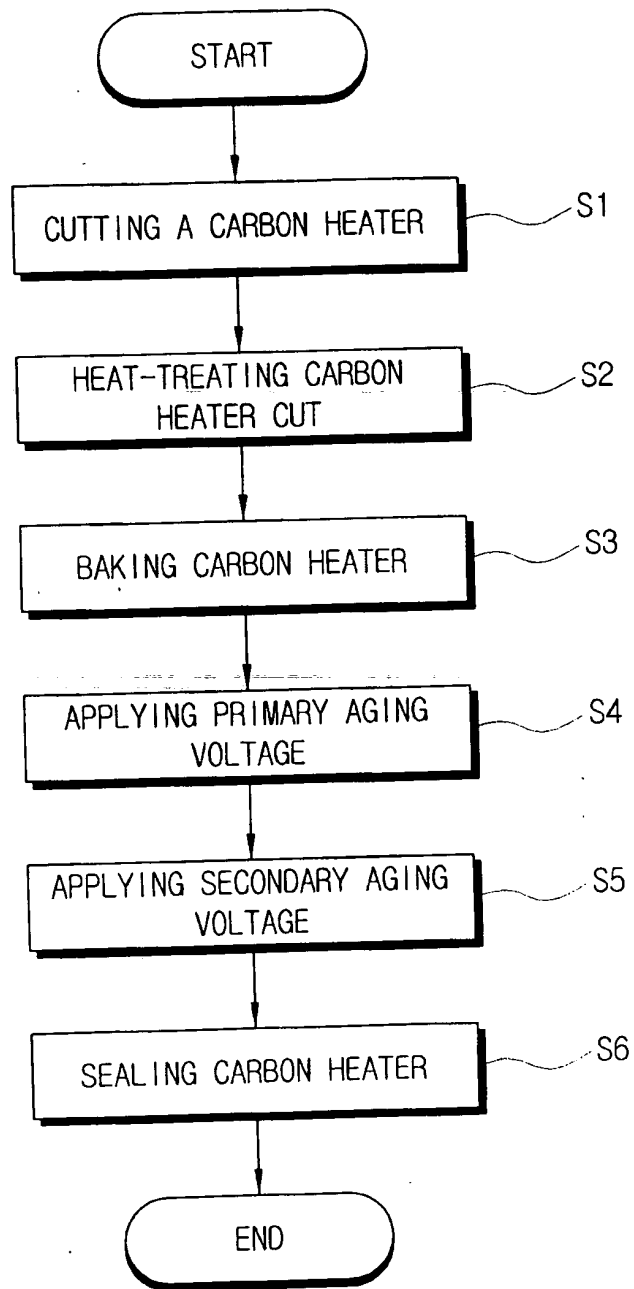 START
CUTTING A CARBON HEATER
S1
HEAT-TREATING CARBON
HEATER CUT
S2
BAKING CARBON HEATER
S3
APPLYING PRIMARY AGING
VOLTAGE
S4
APPLYING SECONDARY AGING
VOLTAGE
S5
SEALING CARBON HEATER
S6
END